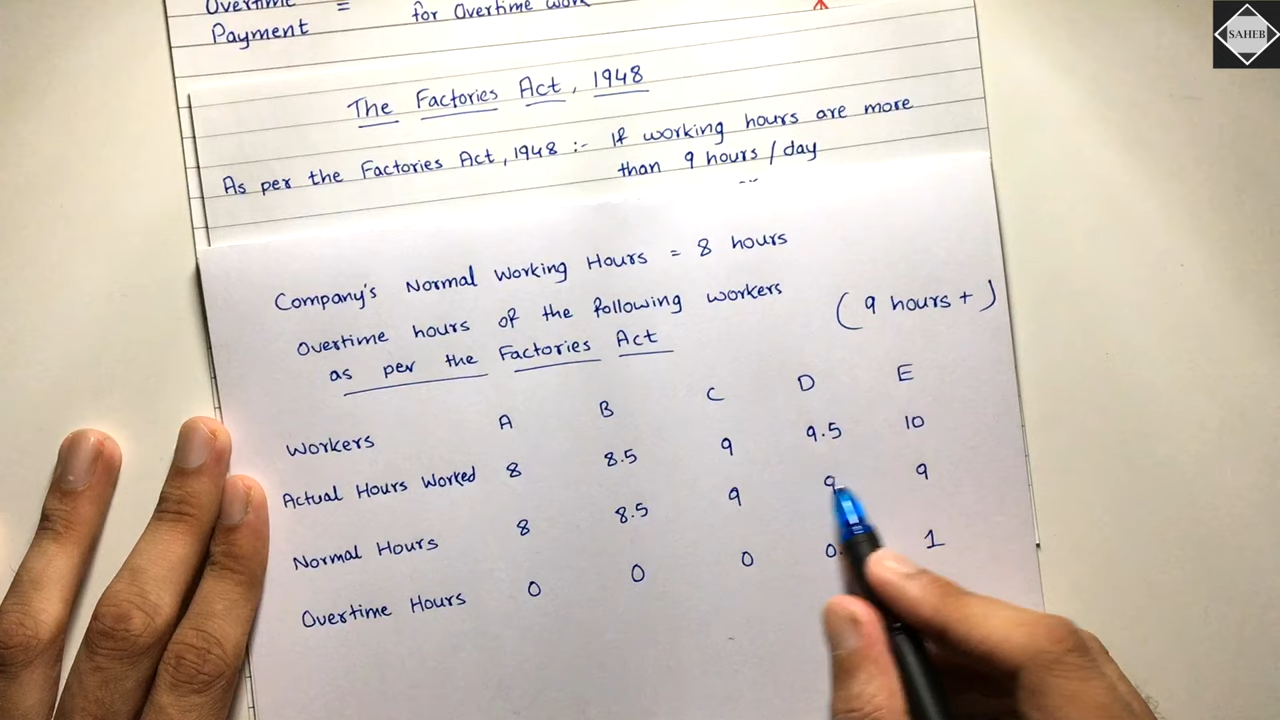 Overtime =
for Overtime work
Payment
The Factories Act, 1948
As per the Factories Act, 1948 :- If working hours are more
than 9 hours / day
Company's Normal Working Hours = 8 hours
Overtime hours of the following workers (9 hours +)
as per the Factories Act
Workers A B C D E
Actual Hours Worked 8 8.5 9 9.5 10
Normal Hours 8 8.5 9 9 9
Overtime Hours 0 0 0 0. 1
SAHEB